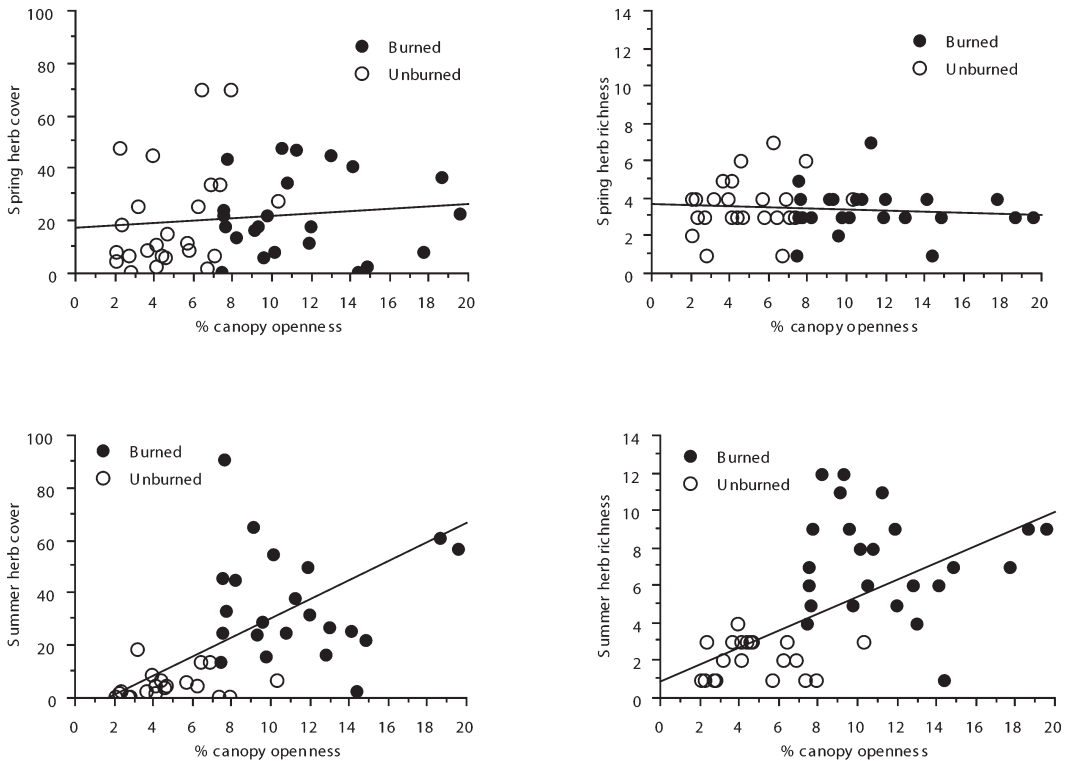 100
80
60
40
20
0
Spring herb cover
Burned
Unburned
0 2 4 6 8 10 12 14 16 18 20
% canopy openness
14
12
10
8
6
4
2
0
Spring herb richness
Burned
Unburned
0 2 4 6 8 10 12 14 16 18 20
% canopy openness
100
80
60
40
20
0
Summer herb cover
Burned
Unburned
0 2 4 6 8 10 12 14 16 18 20
% canopy openness
14
12
10
8
6
4
2
0
Summer herb richness
Burned
Unburned
0 2 4 6 8 10 12 14 16 18 20
% canopy openness